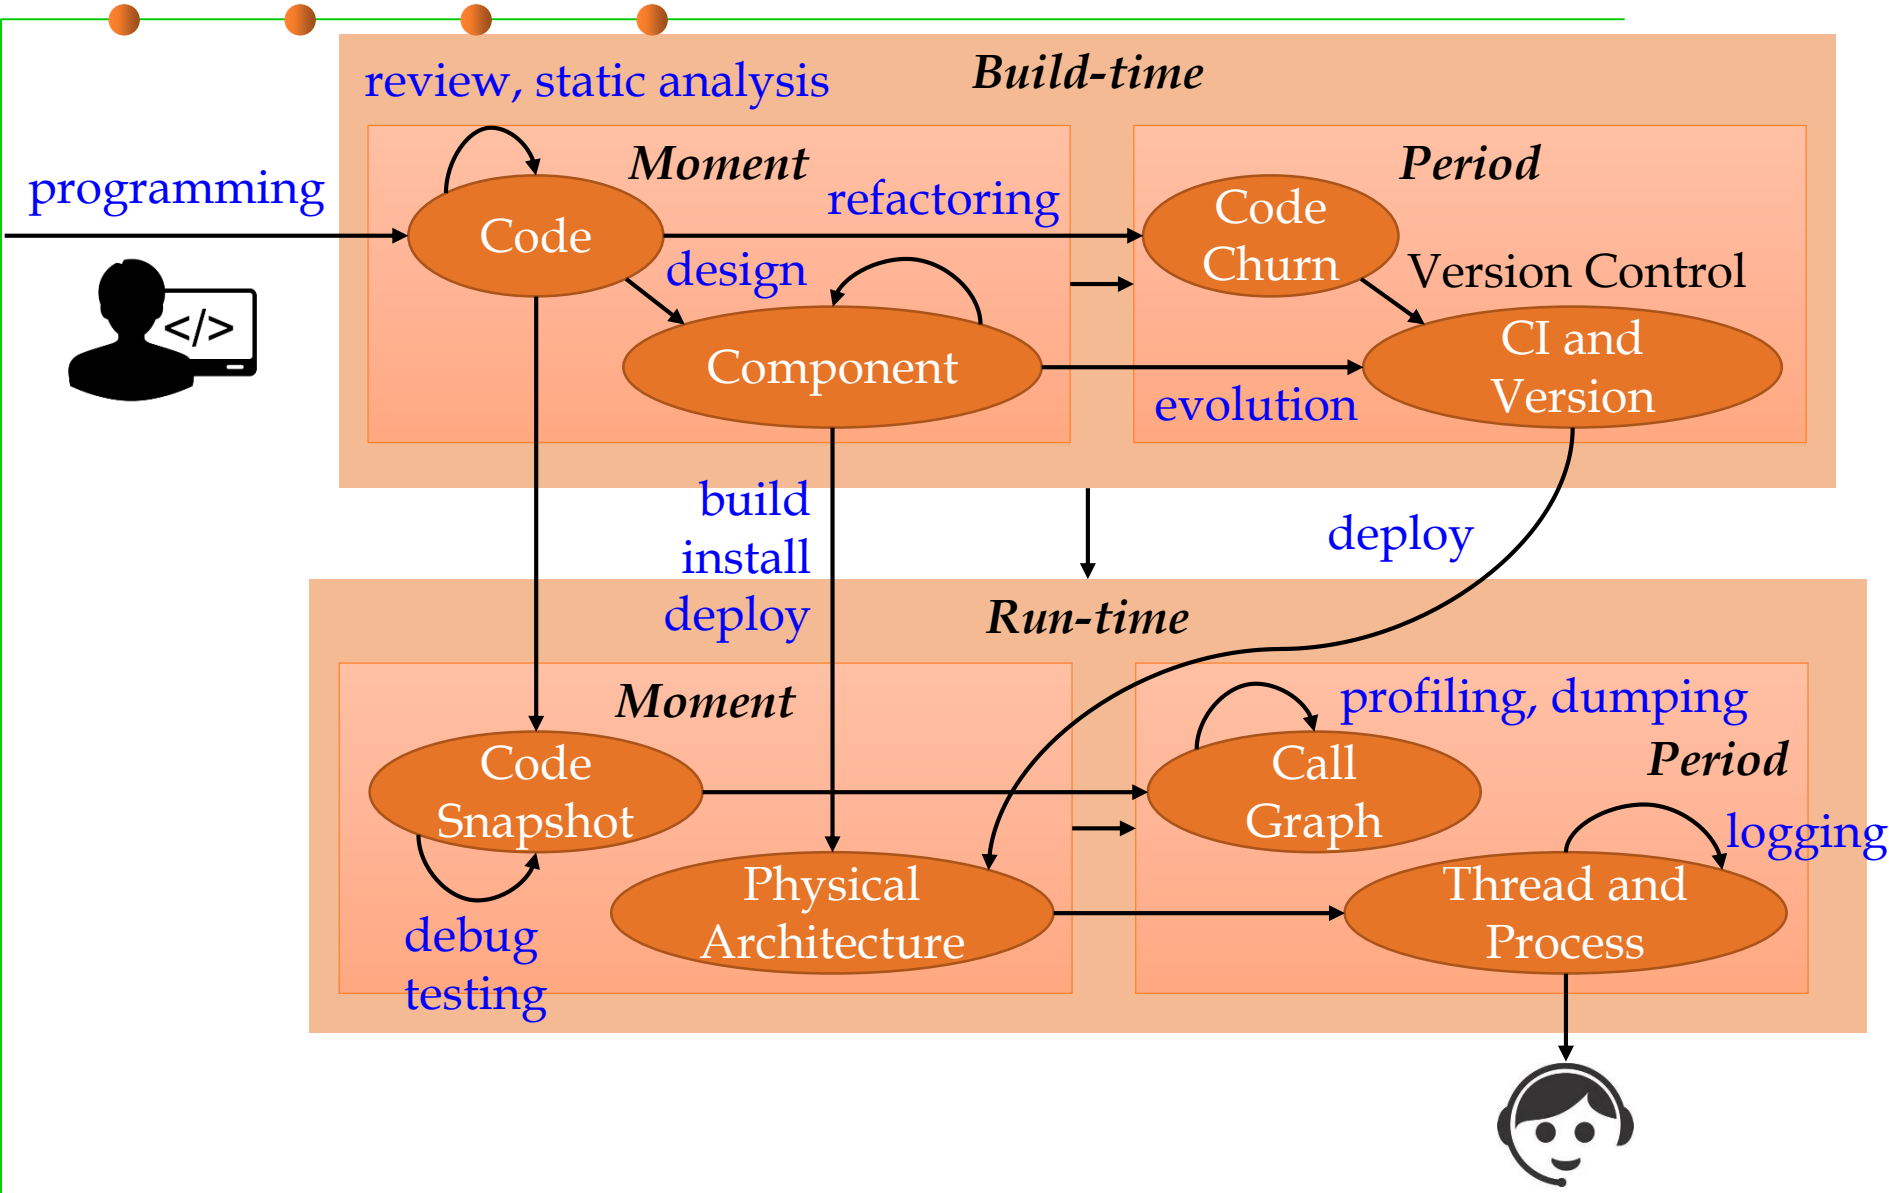 Build-time
review, static analysis
Moment
Period
programming
refactoring
Code
Code
Churn
design
Version Control
</>
Component
CI and
Version
evolution
build
install
deploy
deploy
Run-time
Moment
profiling, dumping
Period
Code
Snapshot
Call
Graph
logging
Physical
Architecture
Thread and
Process
debug
testing